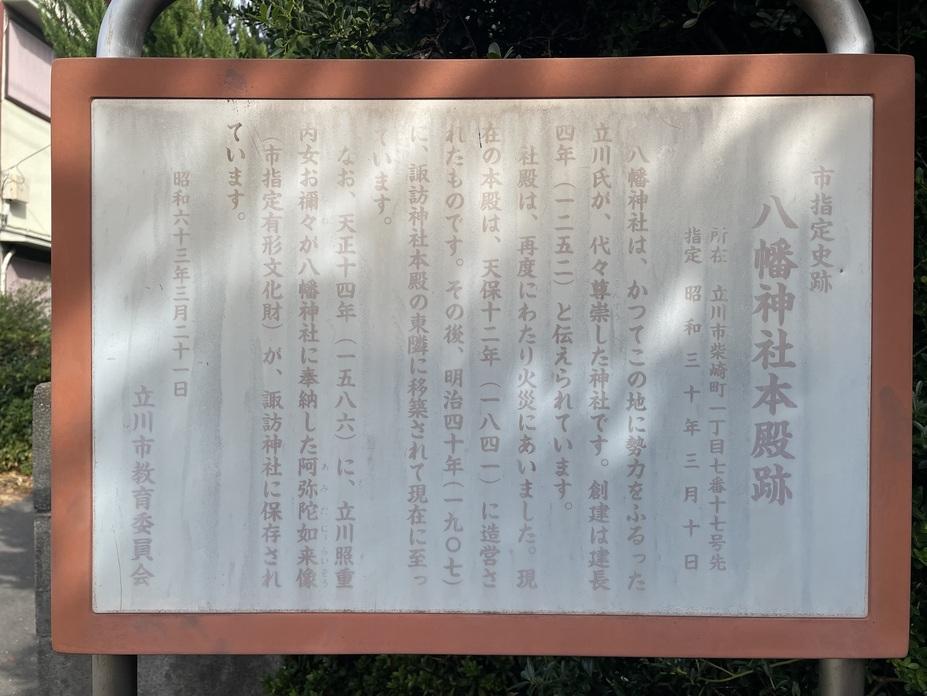 市指定史跡
八幡神社本殿跡
所在 立川市柴崎町一丁目七番十七号先
指定 昭和三十年三月十日
八幡神社は、かつてこの地に勢力をふるった
立川氏が、代々尊崇した神社です。創建は建長
四年(一二五二)と伝えられています。
社殿は、再度にわたり火災にあいました。現
在の本殿は、天保十二年(一八四一)に造営さ
れたものです。その後、明治四十年(一九〇七)
に、諏訪神社本殿の東隣に移築されて現在に至っ
ています。
なお、天正十四年(一五八六)に、立川照重
内女お禰々が八幡神社に奉納した阿弥陀如来像
(市指定有形文化財)が、諏訪神社に保存され
ています。
昭和六十三年三月二十一日
立川市教育委員会